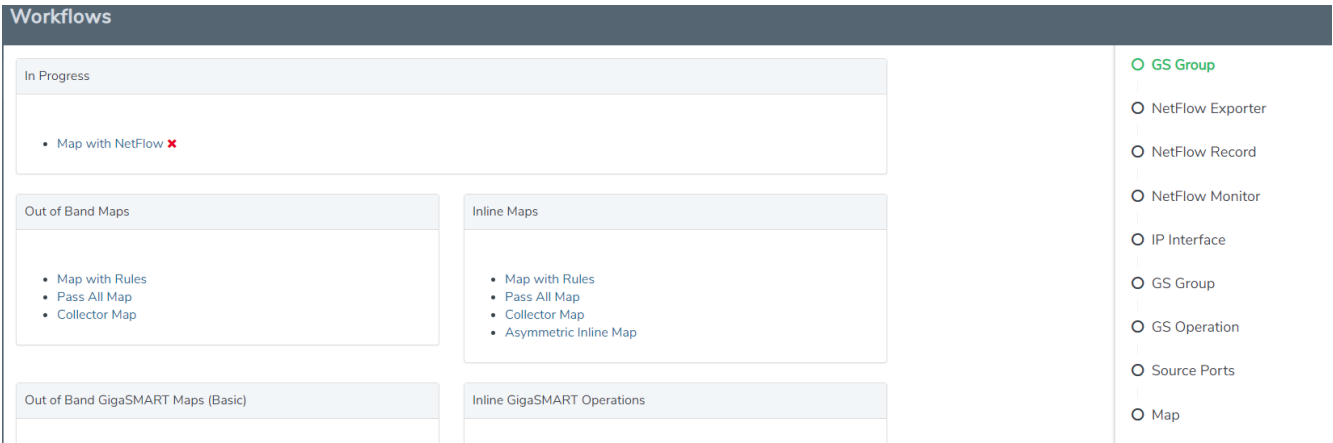 Workflows
In Progress
Map with NetFlow
Out of Band Maps
Map with Rules
Pass All Map
Collector Map
Inline Maps
Map with Rules
Pass All Map
Collector Map
Asymmetric Inline Map
Out of Band GigaSMART Maps (Basic)
Inline GigaSMART Operations
GS Group
NetFlow Exporter
NetFlow Record
NetFlow Monitor
IP Interface
GS Group
GS Operation
Source Ports
Map